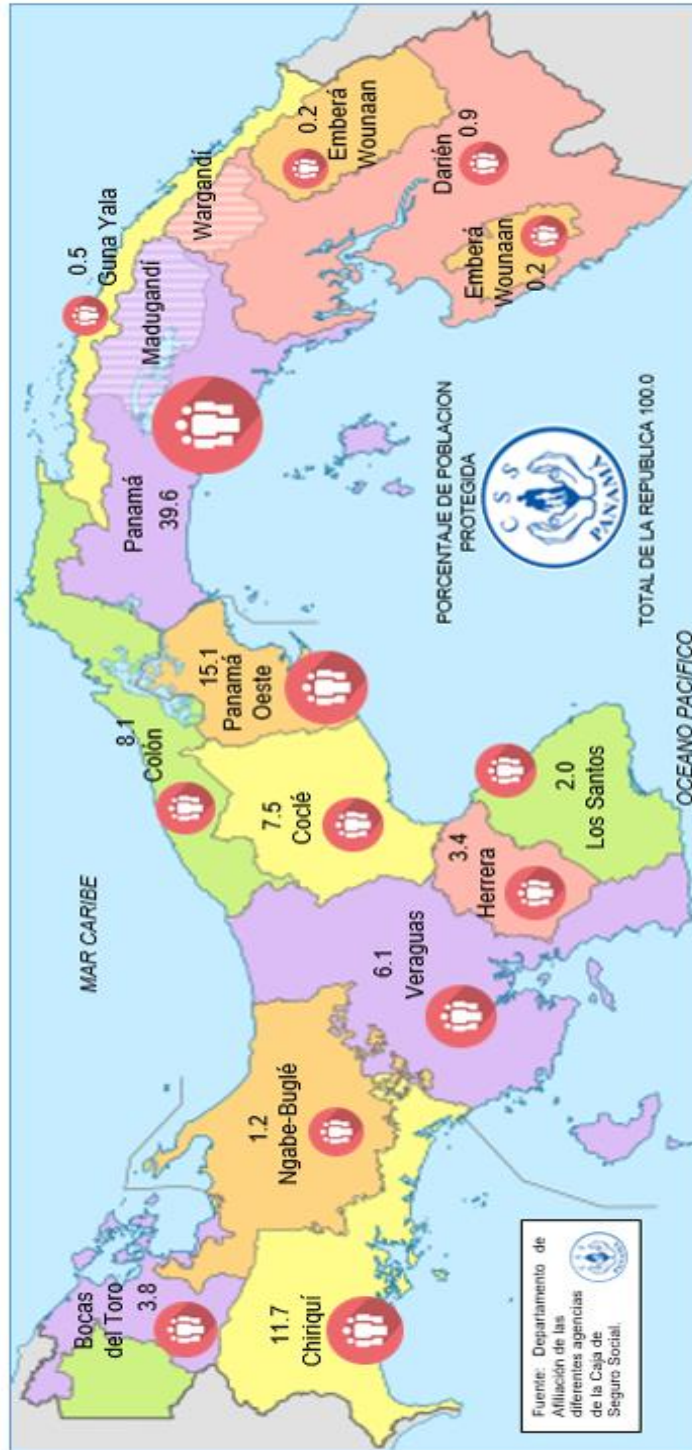 MAR CARIBE
0.5
Guna Yala
Madugandí
Wargandí
0.2
Emberá
Wounaan
Darién
0.9
Emberá
Wounaan
0.2
Panamá
39.6
8.1
Colón
15.1
Panamá
Oeste
7.5
Coclé
Bocas
del Toro
3.8
1.2
Ngabe-Buglé
11.7
Chiriquí
6.1
Veraguas
3.4
Herrera
2.0
Los Santos
PORCENTAJE DE POBLACION
PROTEGIDA
C S S
PANAMÁ
TOTAL DE LA REPUBLICA 100.0
OCEANO PACIFICO
Fuente: Departamento de
Afiliación de las
diferentes agencias
de la Caja de
Seguro Social.